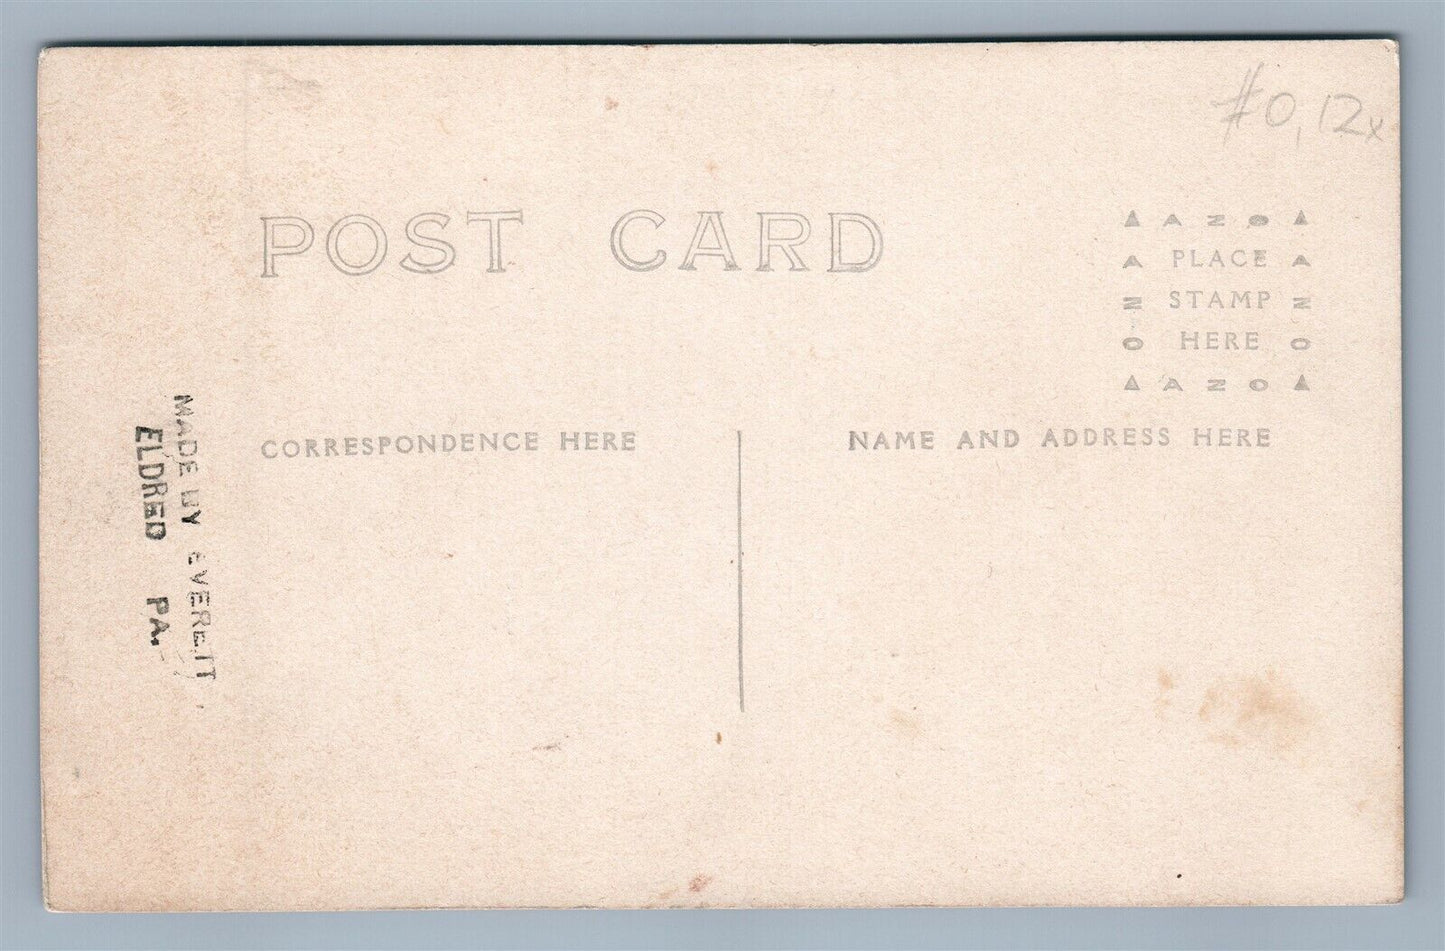 #0,12x
POST CARD
AZO
A PLACE A
N STAMP N
O HERE O
AZO
CORRESPONDENCE HERE
NAME AND ADDRESS HERE
MADE BY EVERETT
ELDRED PA.